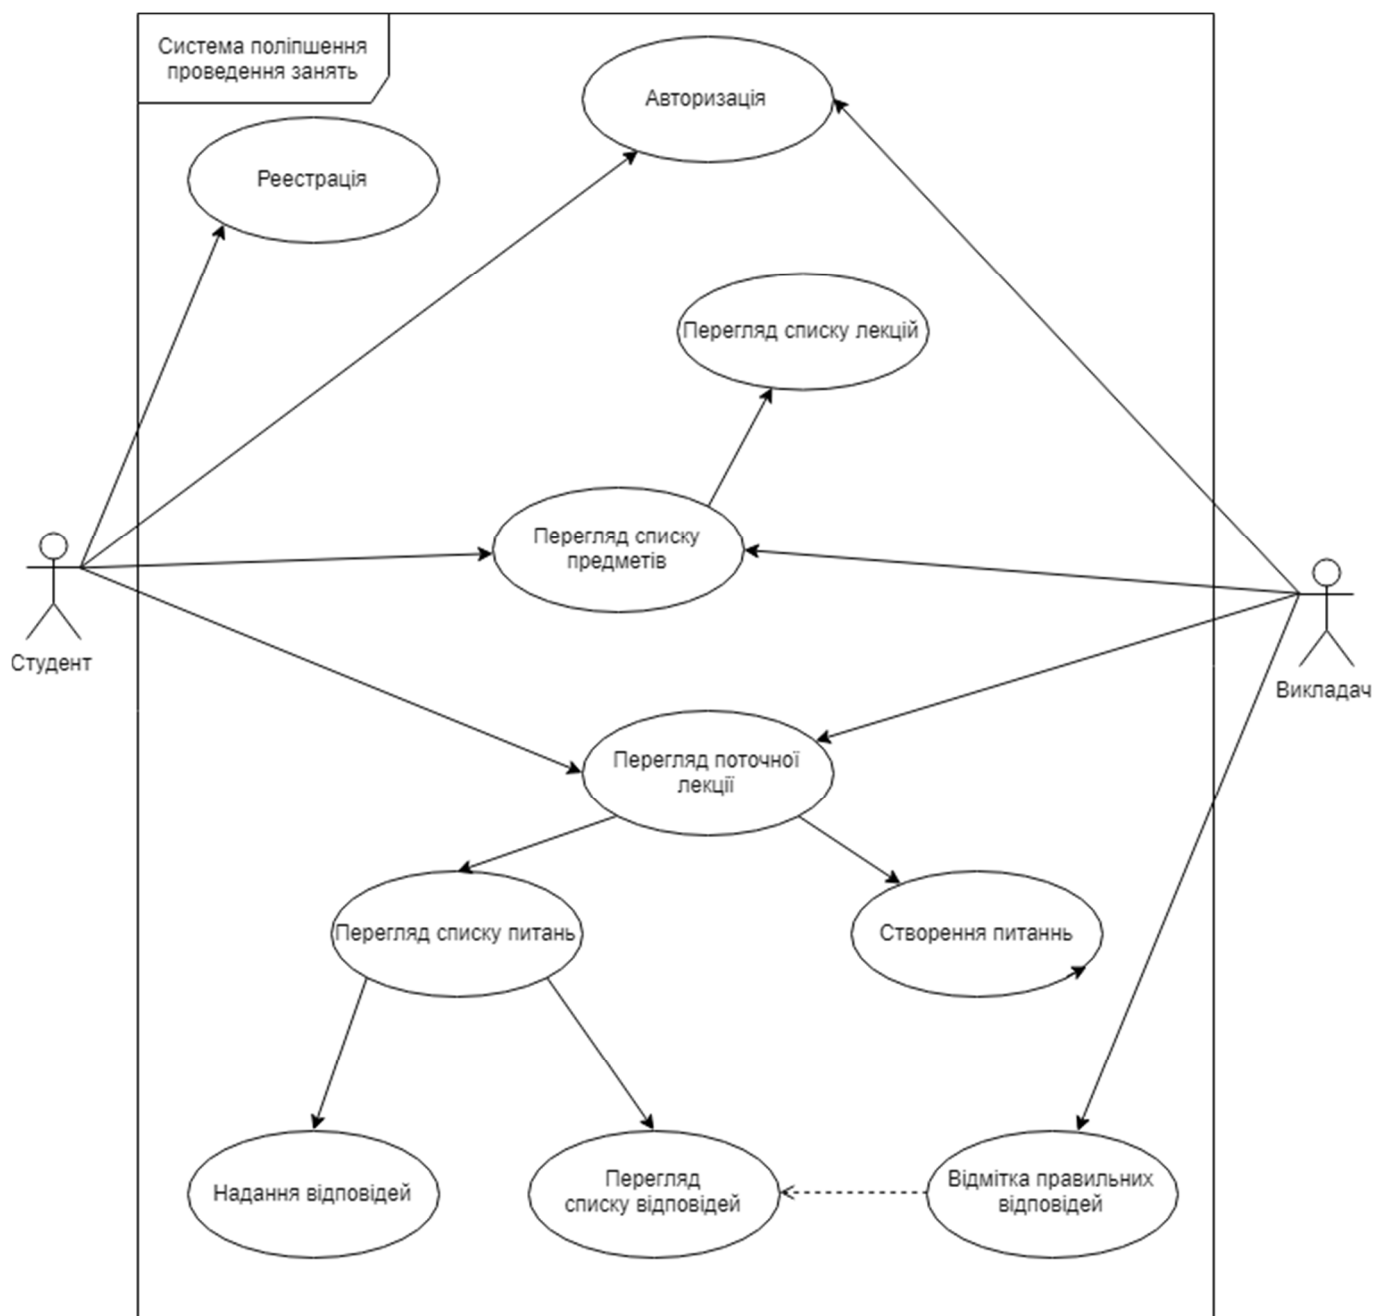 Система поліпшення
проведення занять
Авторизація
Реестрація
Перегляд списку лекцій
Перегляд списку
предметів
Студент
Викладач
Перегляд поточної
лекції
Перегляд списку питань
Створення питаннь
Надання відповідей
Перегляд
списку відповідей
Відмітка правильних
відповідей